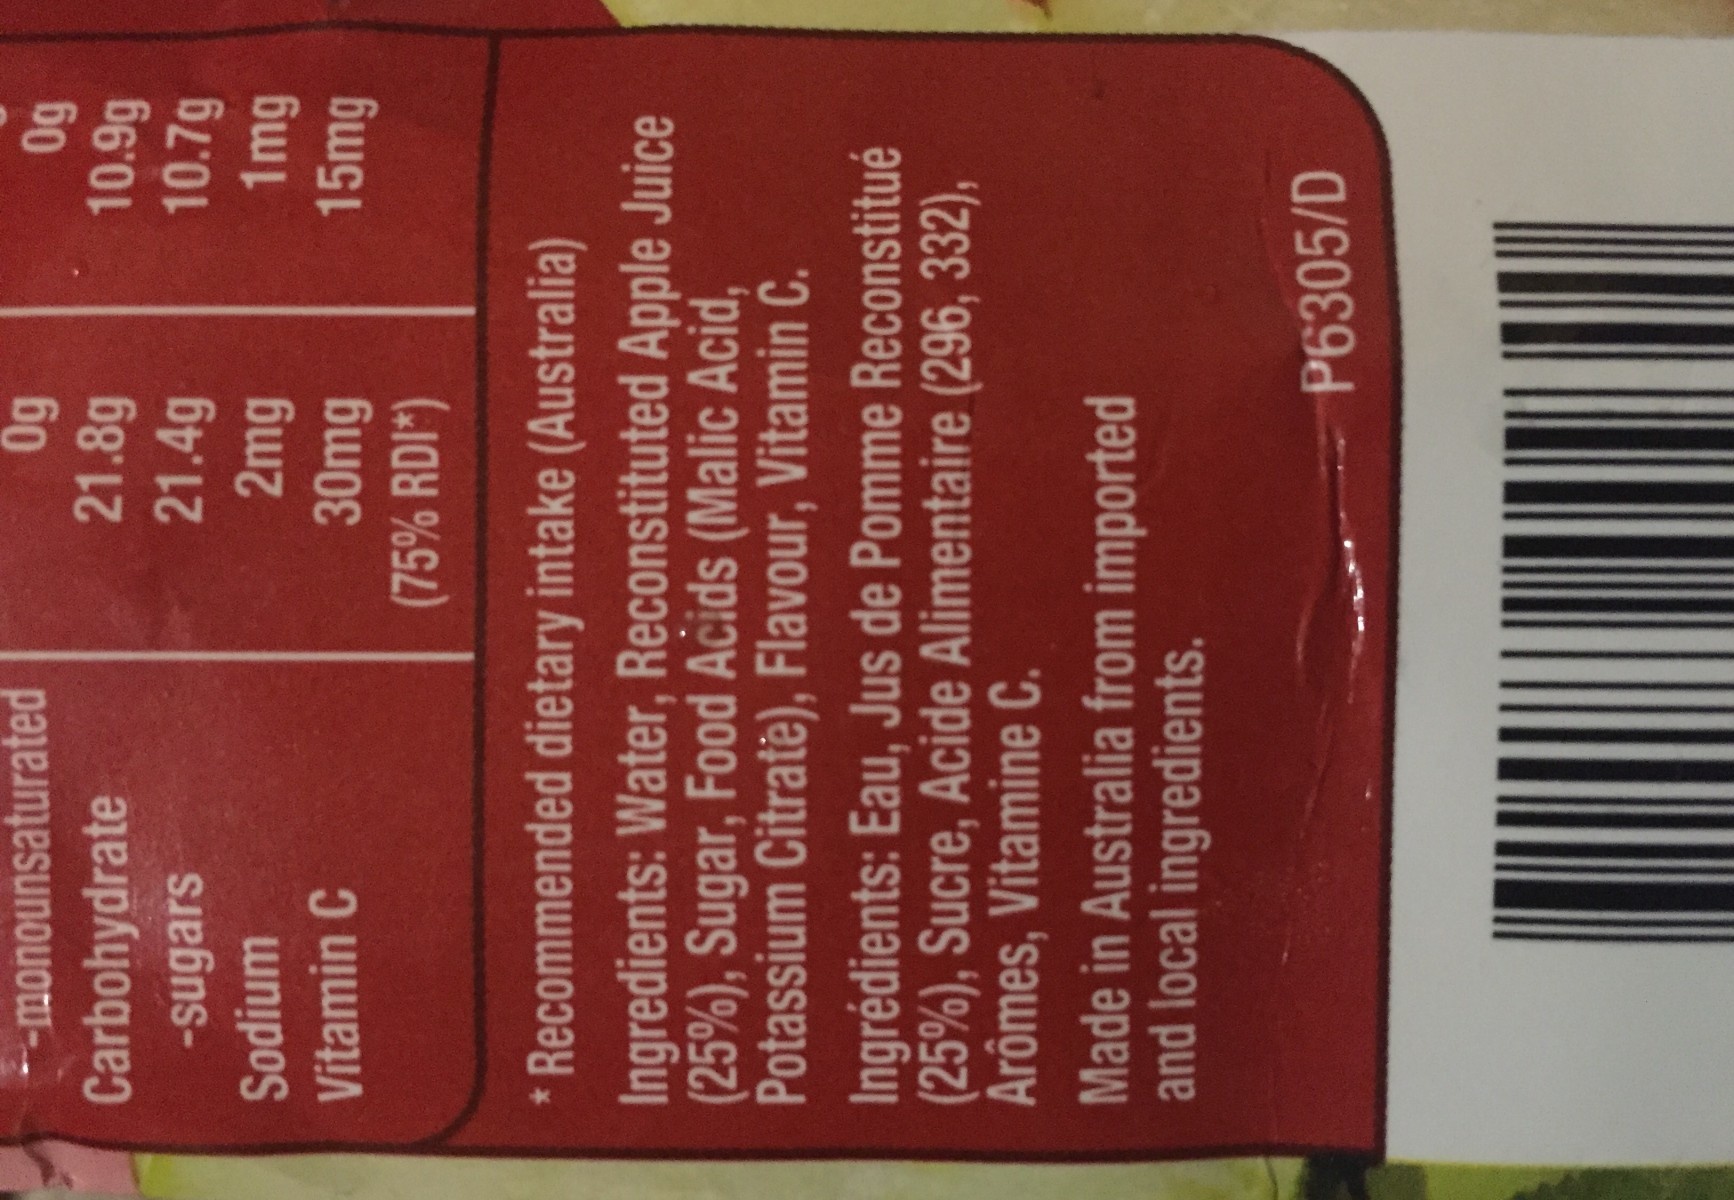 -monounsaturated 0g 0g
Carbohydrate 21.8g 10.9g
-sugars 21.4g 10.7g
Sodium 2mg 1mg
Vitamin C 30mg 15mg
(75% RDI*)
* Recommended dietary intake (Australia)
Ingredients: Water, Reconstituted Apple Juice
(25%), Sugar, Food Acids (Malic Acid,
Potassium Citrate), Flavour, Vitamin C.
Ingrédients: Eau, Jus de Pomme Reconstitué
(25%), Sucre, Acide Alimentaire (296, 332),
Arômes, Vitamine C.
Made in Australia from imported
and local ingredients.
P6305/D